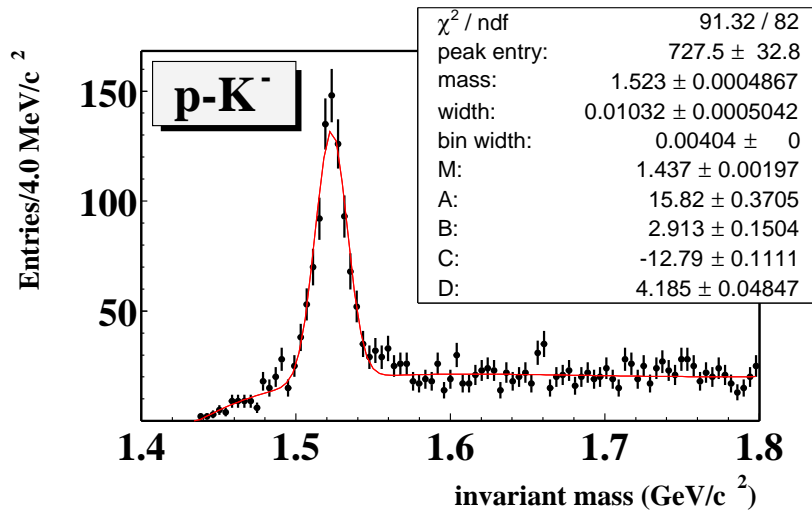 χ² / ndf 91.32 / 82
peak entry: 727.5 ± 32.8
mass: 1.523 ± 0.0004867
width: 0.01032 ± 0.0005042
bin width: 0.00404 ± 0
M: 1.437 ± 0.00197
A: 15.82 ± 0.3705
B: 2.913 ± 0.1504
C: -12.79 ± 0.1111
D: 4.185 ± 0.04847
p-K⁻
Entries/4.0 MeV/c ²
150
100
50
1.4 1.5 1.6 1.7 1.8
invariant mass (GeV/c ²)